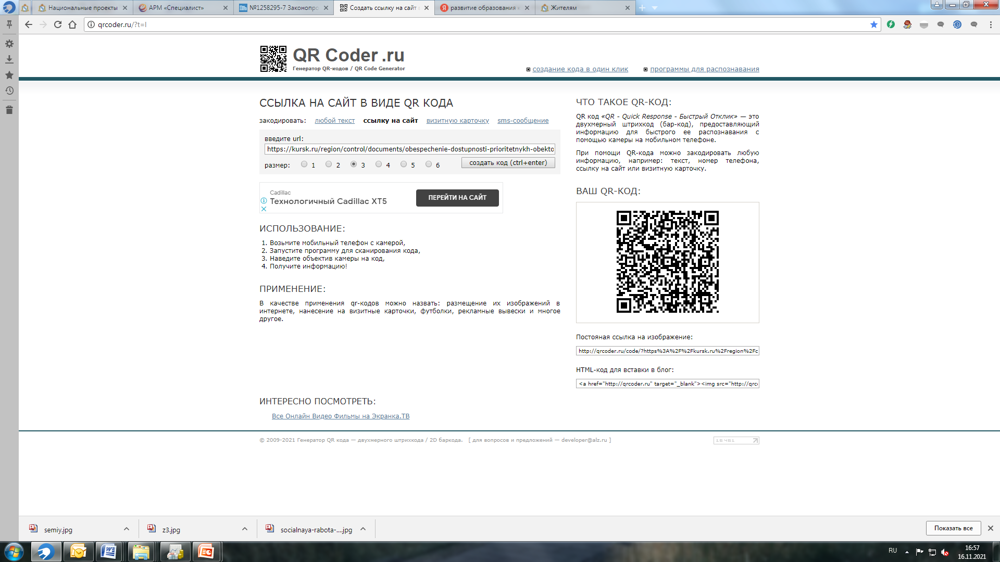 Национальные проекты
АРМ «Специалист»
№1258295-7 Законопро
Создать ссылку на сайт
развитие образования
Жителям
qrcoder.ru/?t=l
QR Coder.ru
Генератор QR-кодов / QR Code Generator
создание кода в один клик
программы для распознавания
ССЫЛКА НА САЙТ В ВИДЕ QR КОДА
закодировать: любой текст ссылку на сайт визитную карточку sms-сообщение
введите url:
https://kursk.ru/region/control/documents/obespechenie-dostupnosti-prioritetnykh-obekto
размер: 1 2 3 4 5 6
создать код (ctrl+enter)
Cadillac
Технологичный Cadillac XT5
ПЕРЕЙТИ НА САЙТ
ИСПОЛЬЗОВАНИЕ:
1. Возьмите мобильный телефон с камерой,
2. Запустите программу для сканирования кода,
3. Наведите объектив камеры на код,
4. Получите информацию!
ПРИМЕНЕНИЕ:
В качестве применения qr-кодов можно назвать: размещение их изображений в
интернете, нанесение на визитные карточки, футболки, рекламные вывески и многое
другое.
ЧТО ТАКОЕ QR-КОД:
QR код «QR - Quick Response - Быстрый Отклик» — это
двухмерный штрихкод (бар-код), предоставляющий
информацию для быстрого ее распознавания с
помощью камеры на мобильном телефоне.
При помощи QR-кода можно закодировать любую
информацию, например: текст, номер телефона,
ссылку на сайт или визитную карточку.
ВАШ QR-КОД:
Постояная ссылка на изображение:
http://qrcoder.ru/code/?https%3A%2F%2Fkursk.ru%2Fregion%2Fc
HTML-код для вставки в блог:
<a href="http://qrcoder.ru" target="_blank"><img src="http://qrc
ИНТЕРЕСНО ПОСМОТРЕТЬ:
Все Онлайн Видео Фильмы на Экранка.ТВ
© 2009-2021 Генератор QR кода — двухмерного штрихкода / 2D баркода. [ для вопросов и предложений — developer@alz.ru ]
semiy.jpg
z3.jpg
socialnaya-rabota-....jpg
Показать все
RU
16:57
16.11.2021